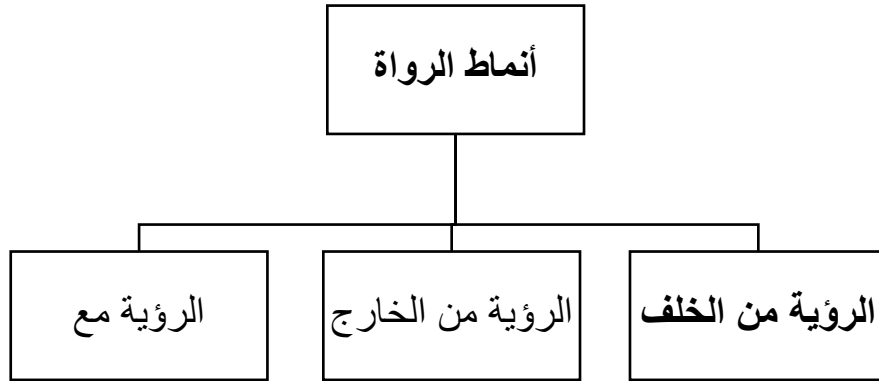 أنماط الرواة
الرؤية من الخلف
الرؤية من الخارج
الرؤية مع